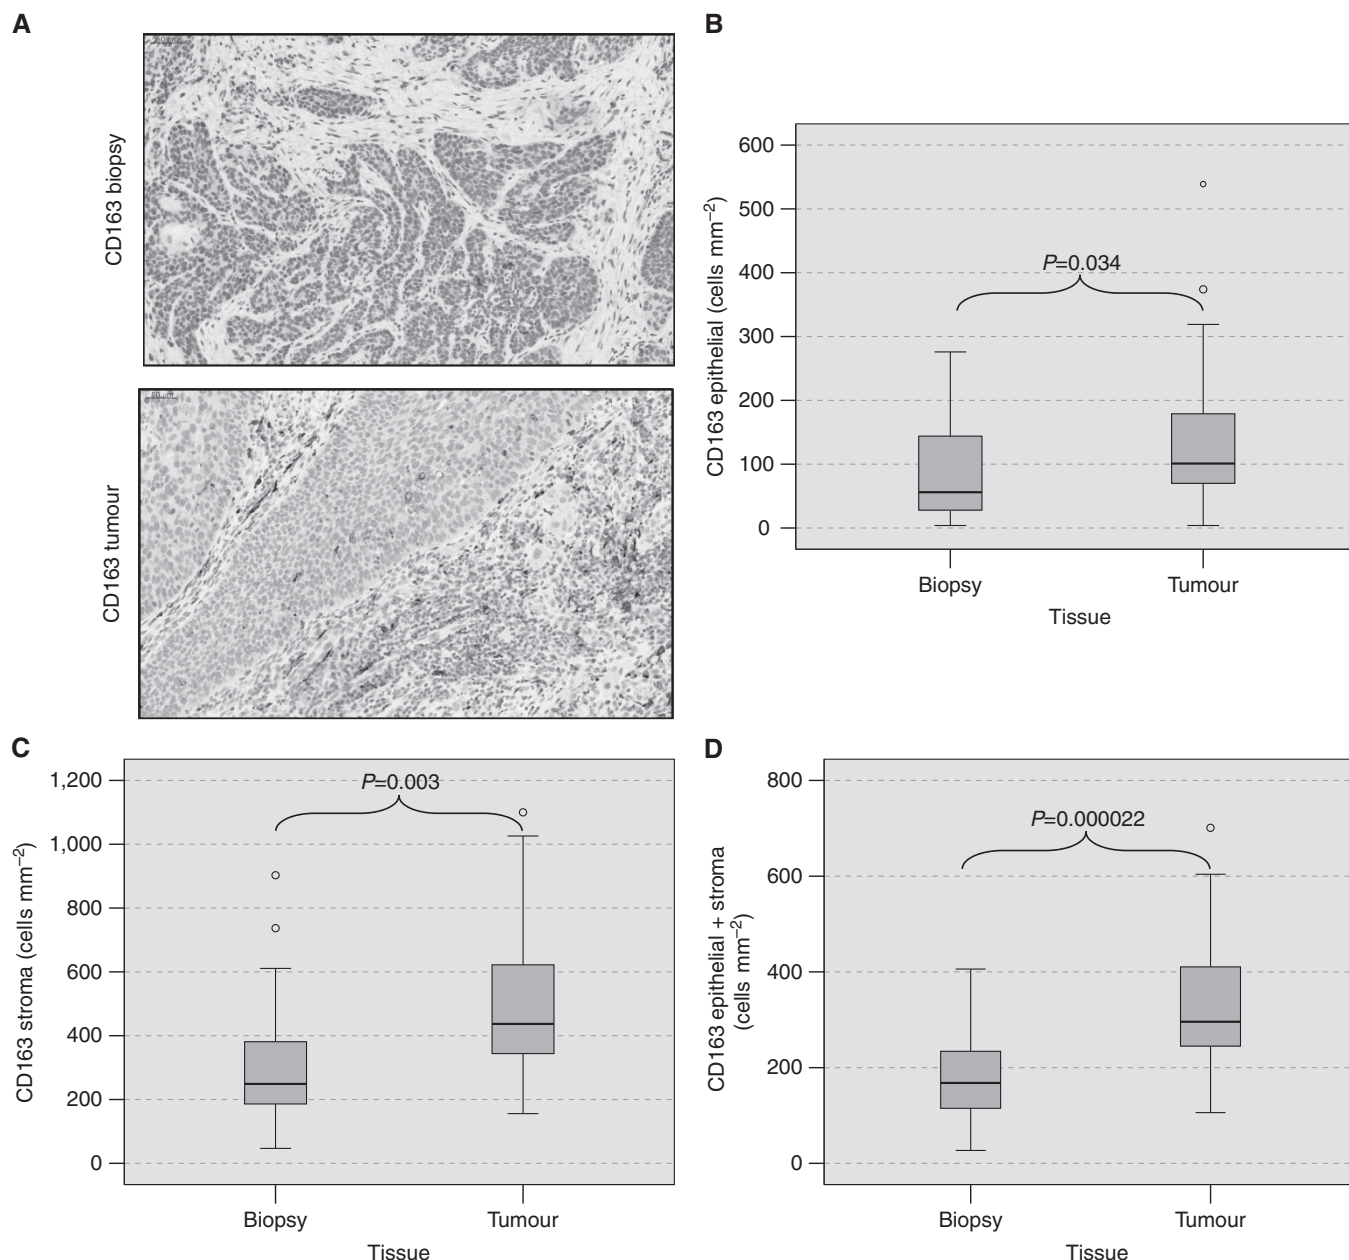 A
CD163 biopsy
50 µm
CD163 tumour
B
CD163 epithelial (cells mm−2)
600
500
400
300
200
100
0
P=0.034
Biopsy
Tumour
Tissue
C
CD163 stroma (cells mm−2)
1,200
1,000
800
600
400
200
0
P=0.003
Biopsy
Tumour
Tissue
D
CD163 epithelial + stroma
(cells mm−2)
800
600
400
200
0
P=0.000022
Biopsy
Tumour
Tissue